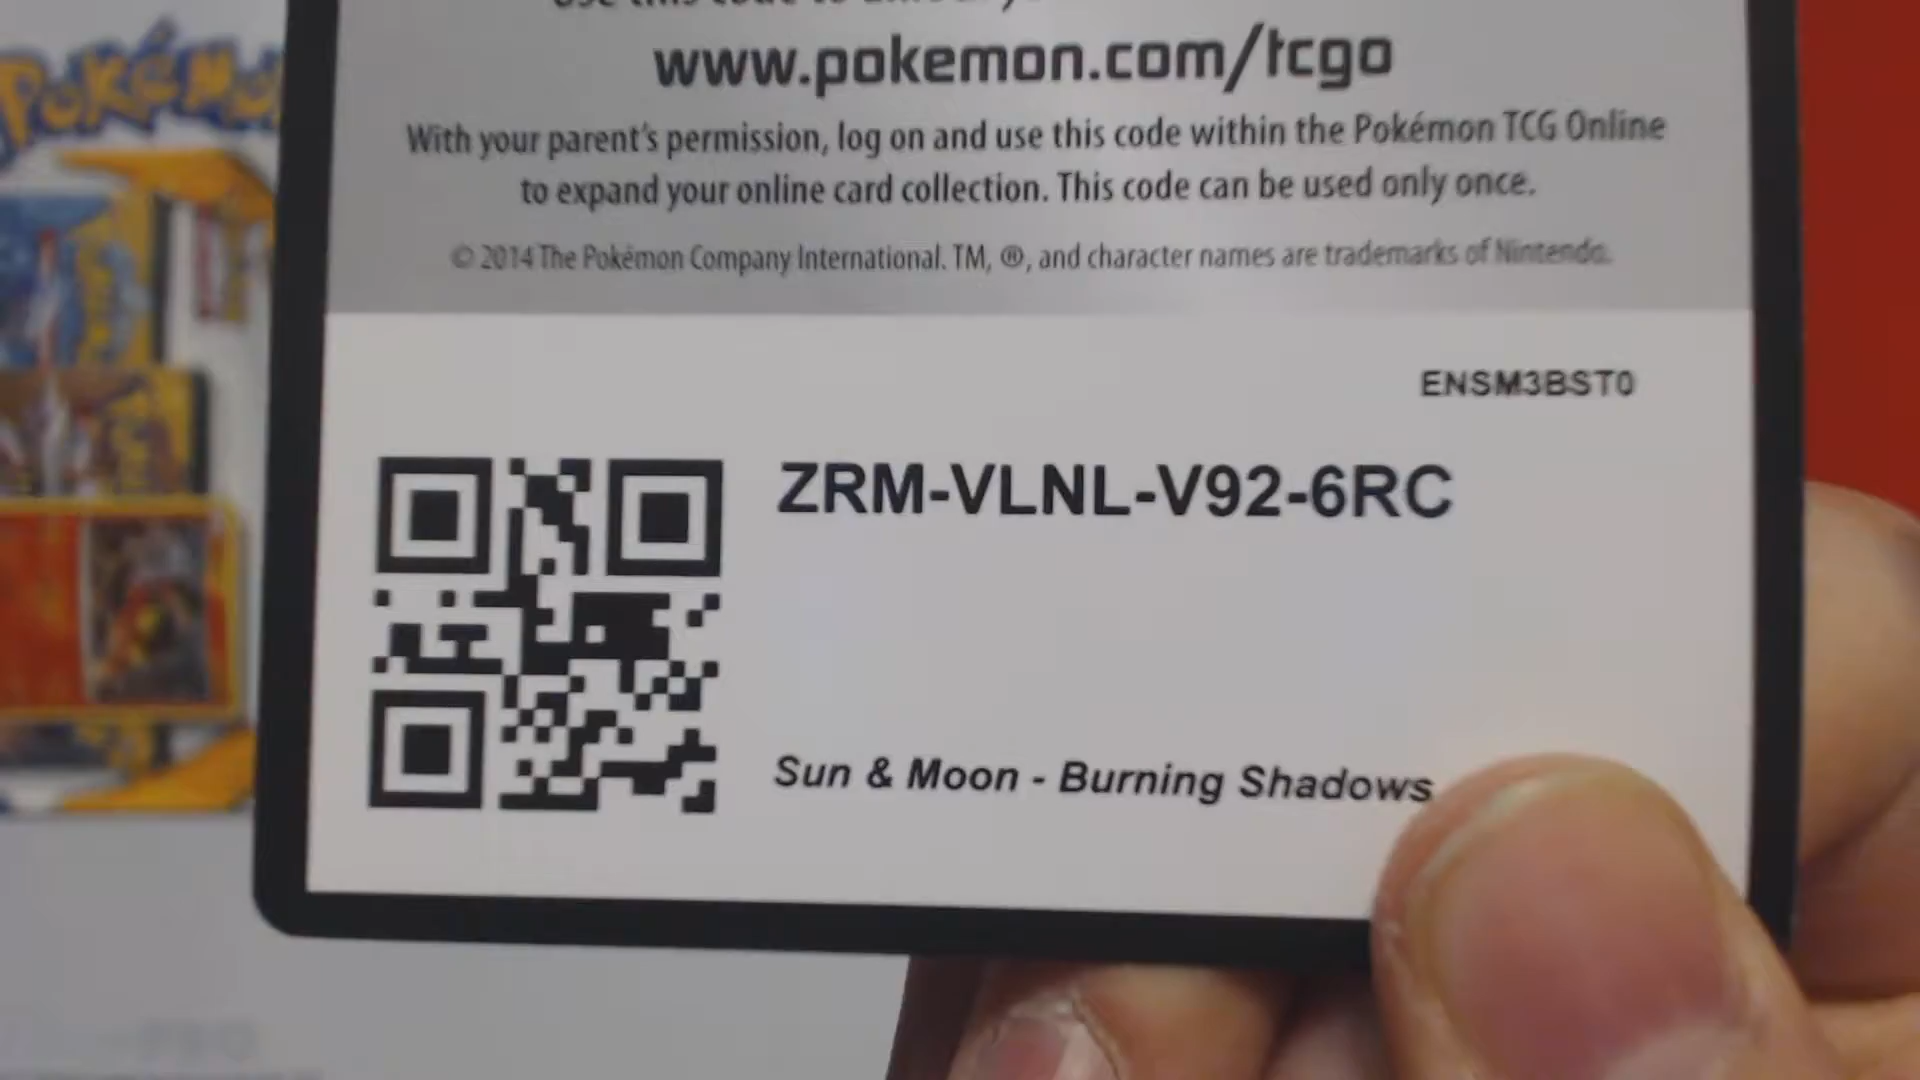 www.pokemon.com/tcgo
With your parent's permission, log on and use this code within the Pokémon TCG Online
to expand your online card collection. This code can be used only once.
© 2014 The Pokémon Company International. TM, ®, and character names are trademarks of Nintendo.
ENSM3BST0
ZRM-VLNL-V92-6RC
Sun & Moon - Burning Shadows
POKÉMON